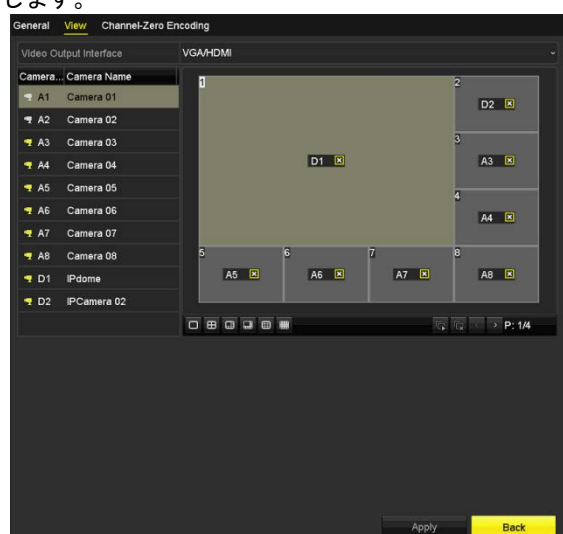 します。
General View Channel-Zero Encoding
Video Output Interface VGA/HDMI
Camera... Camera Name
A1 Camera 01
A2 Camera 02
A3 Camera 03
A4 Camera 04
A5 Camera 05
A6 Camera 06
A7 Camera 07
A8 Camera 08
D1 IPdome
D2 IPCamera 02
1
D1
2
D2
3
A3
4
A4
5
A5
6
A6
7
A7
8
A8
P: 1/4
Apply Back